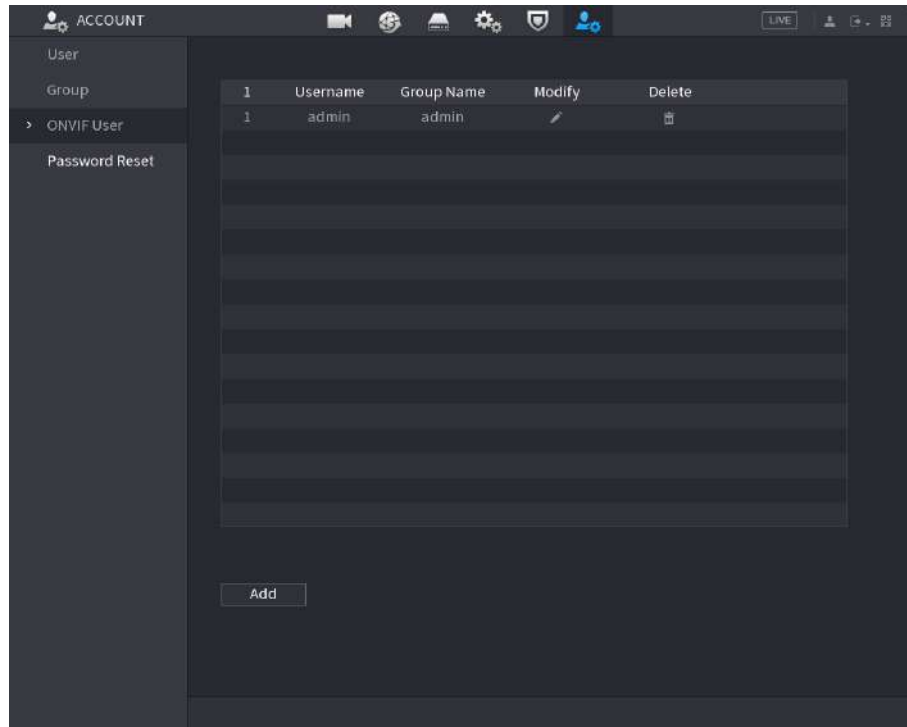 ACCOUNT
LIVE
User
Group
ONVIF User
Password Reset
1 Username Group Name Modify Delete
1 admin admin
Add